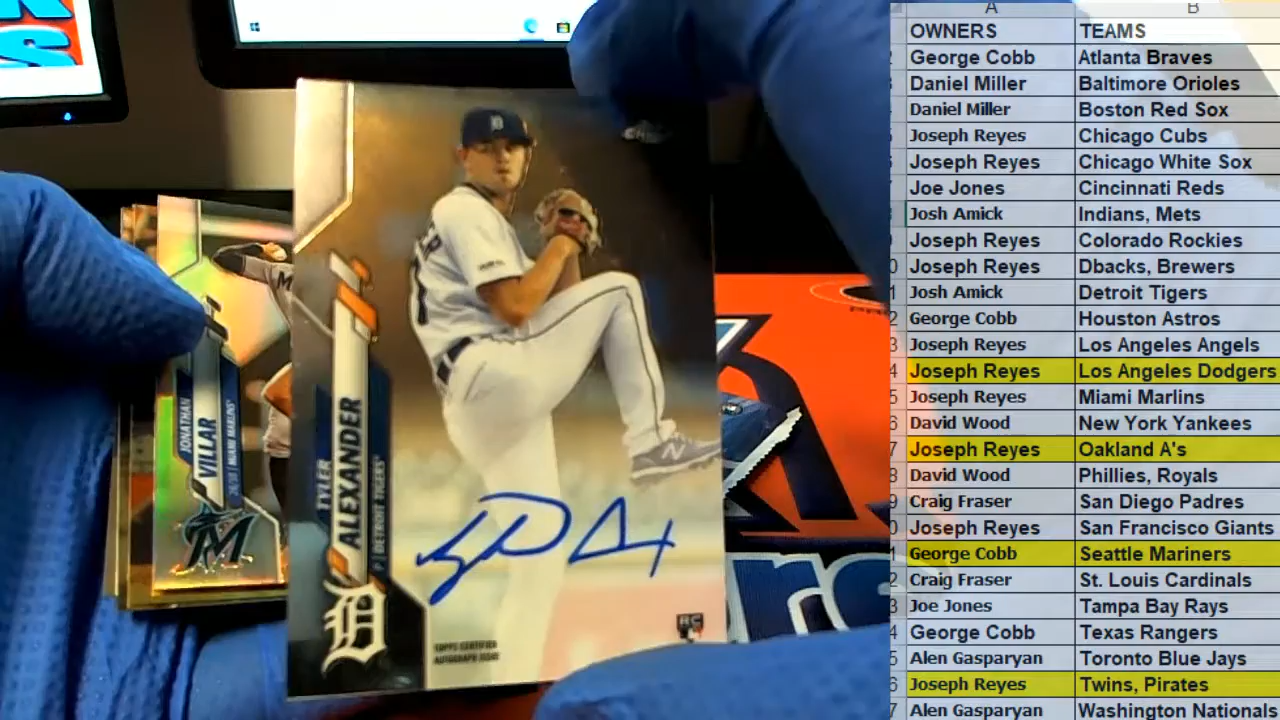 A B
OWNERS TEAMS
George Cobb Atlanta Braves
Daniel Miller Baltimore Orioles
Daniel Miller Boston Red Sox
Joseph Reyes Chicago Cubs
Joseph Reyes Chicago White Sox
Joe Jones Cincinnati Reds
Josh Amick Indians, Mets
Joseph Reyes Colorado Rockies
Joseph Reyes Dbacks, Brewers
Josh Amick Detroit Tigers
George Cobb Houston Astros
Joseph Reyes Los Angeles Angels
Joseph Reyes Los Angeles Dodgers
Joseph Reyes Miami Marlins
David Wood New York Yankees
Joseph Reyes Oakland A's
David Wood Phillies, Royals
Craig Fraser San Diego Padres
Joseph Reyes San Francisco Giants
George Cobb Seattle Mariners
Craig Fraser St. Louis Cardinals
Joe Jones Tampa Bay Rays
George Cobb Texas Rangers
Alen Gasparyan Toronto Blue Jays
Joseph Reyes Twins, Pirates
Alen Gasparyan Washington Nationals
TYLER
ALEXANDER
P | DETROIT TIGERS
D
TOPPS CERTIFIED
AUTOGRAPH ISSUE
RC
JONATHAN
VILLAR
2B/SS | MIAMI MARLINS
M